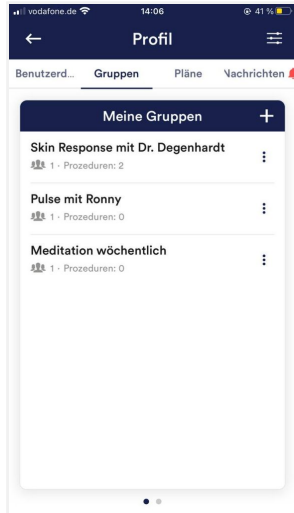 vodafone.de 14:06 41 %
Profil
Benutzerd... Gruppen Pläne Nachrichten
Meine Gruppen +
Skin Response mit Dr. Degenhardt
1 · Prozeduren: 2
Pulse mit Ronny
1 · Prozeduren: 0
Meditation wöchentlich
1 · Prozeduren: 0